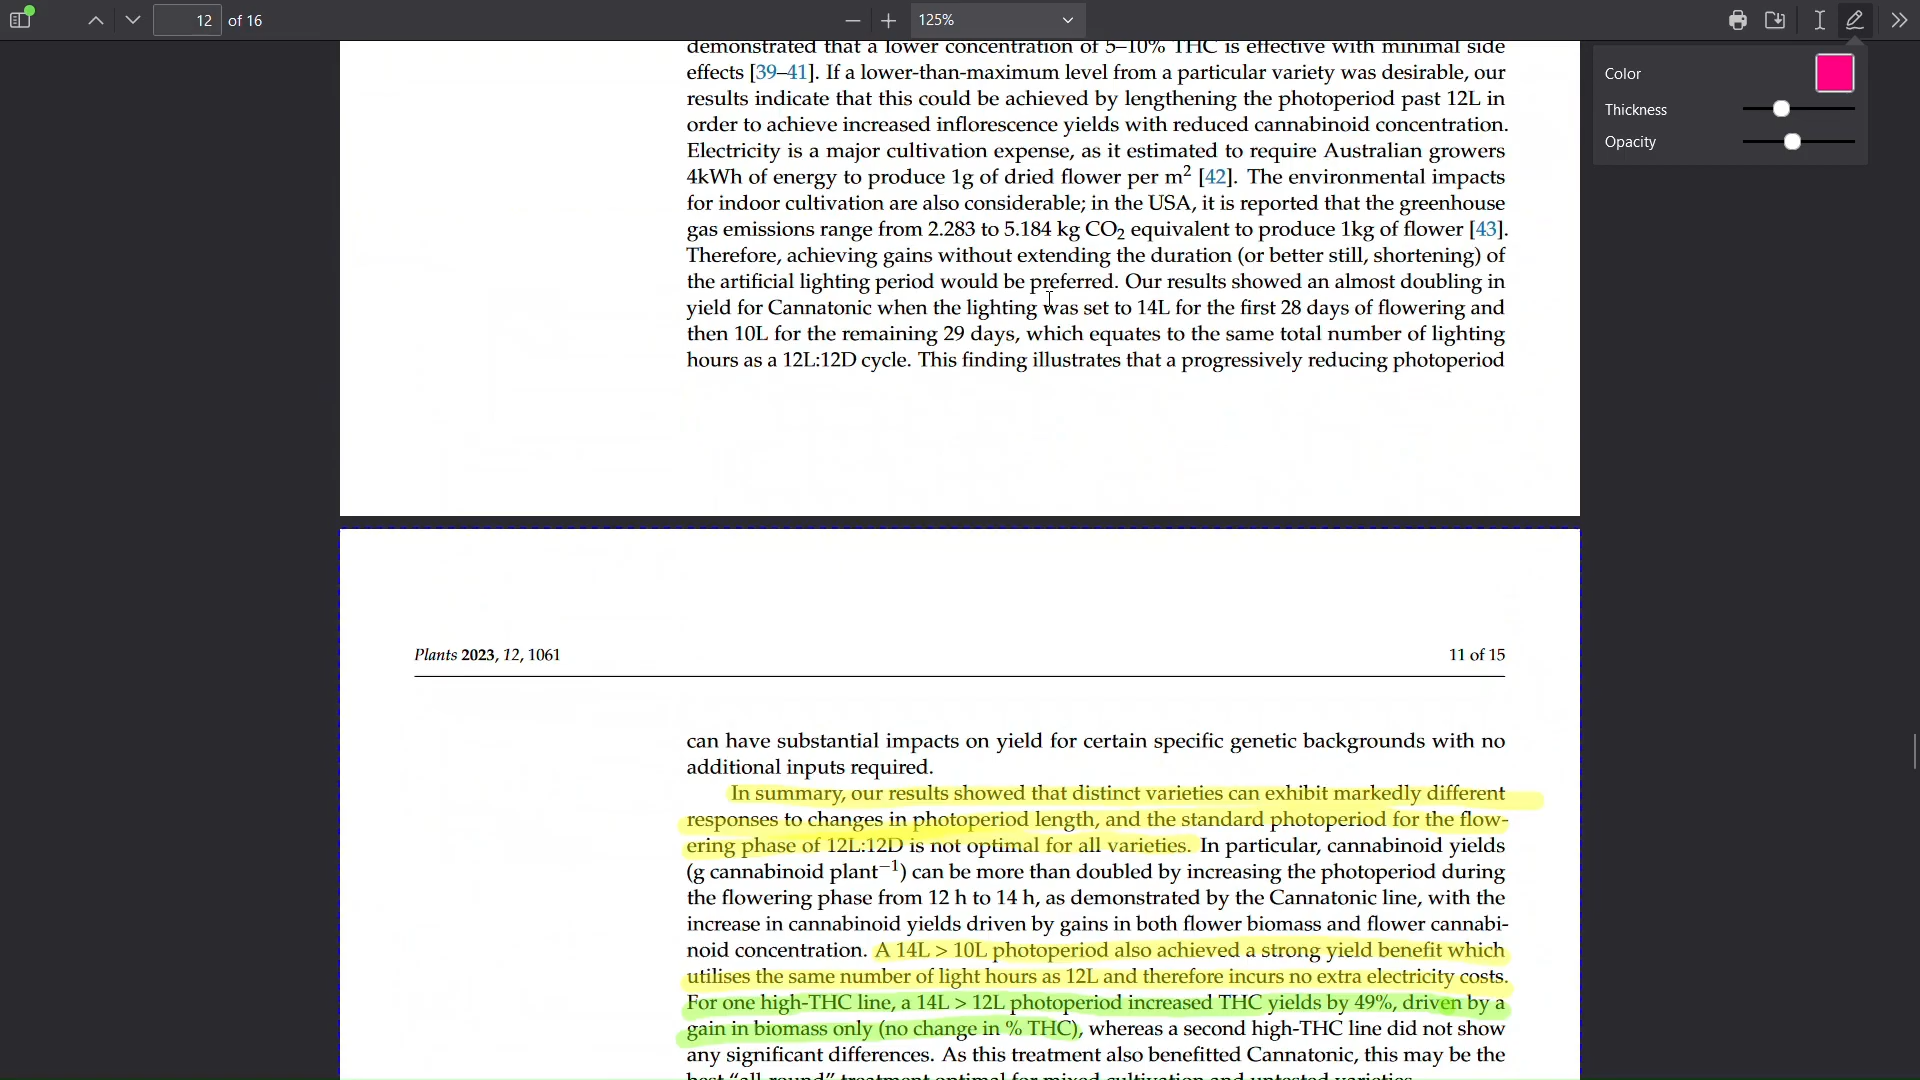 12 of 16
125%
Color
Thickness
Opacity
demonstrated that a lower concentration of 5–10% THC is effective with minimal side
effects [39–41]. If a lower-than-maximum level from a particular variety was desirable, our
results indicate that this could be achieved by lengthening the photoperiod past 12L in
order to achieve increased inflorescence yields with reduced cannabinoid concentration.
Electricity is a major cultivation expense, as it estimated to require Australian growers
4kWh of energy to produce 1g of dried flower per m² [42]. The environmental impacts
for indoor cultivation are also considerable; in the USA, it is reported that the greenhouse
gas emissions range from 2.283 to 5.184 kg CO₂ equivalent to produce 1kg of flower [43].
Therefore, achieving gains without extending the duration (or better still, shortening) of
the artificial lighting period would be preferred. Our results showed an almost doubling in
yield for Cannatonic when the lighting was set to 14L for the first 28 days of flowering and
then 10L for the remaining 29 days, which equates to the same total number of lighting
hours as a 12L:12D cycle. This finding illustrates that a progressively reducing photoperiod
Plants 2023, 12, 1061
11 of 15
can have substantial impacts on yield for certain specific genetic backgrounds with no
additional inputs required.
In summary, our results showed that distinct varieties can exhibit markedly different
responses to changes in photoperiod length, and the standard photoperiod for the flow-
ering phase of 12L:12D is not optimal for all varieties. In particular, cannabinoid yields
(g cannabinoid plant⁻¹) can be more than doubled by increasing the photoperiod during
the flowering phase from 12 h to 14 h, as demonstrated by the Cannatonic line, with the
increase in cannabinoid yields driven by gains in both flower biomass and flower cannabi-
noid concentration. A 14L > 10L photoperiod also achieved a strong yield benefit which
utilises the same number of light hours as 12L and therefore incurs no extra electricity costs.
For one high-THC line, a 14L > 12L photoperiod increased THC yields by 49%, driven by a
gain in biomass only (no change in % THC), whereas a second high-THC line did not show
any significant differences. As this treatment also benefitted Cannatonic, this may be the
best “all-round” treatment optimal for mixed cultivation and untested varieties.